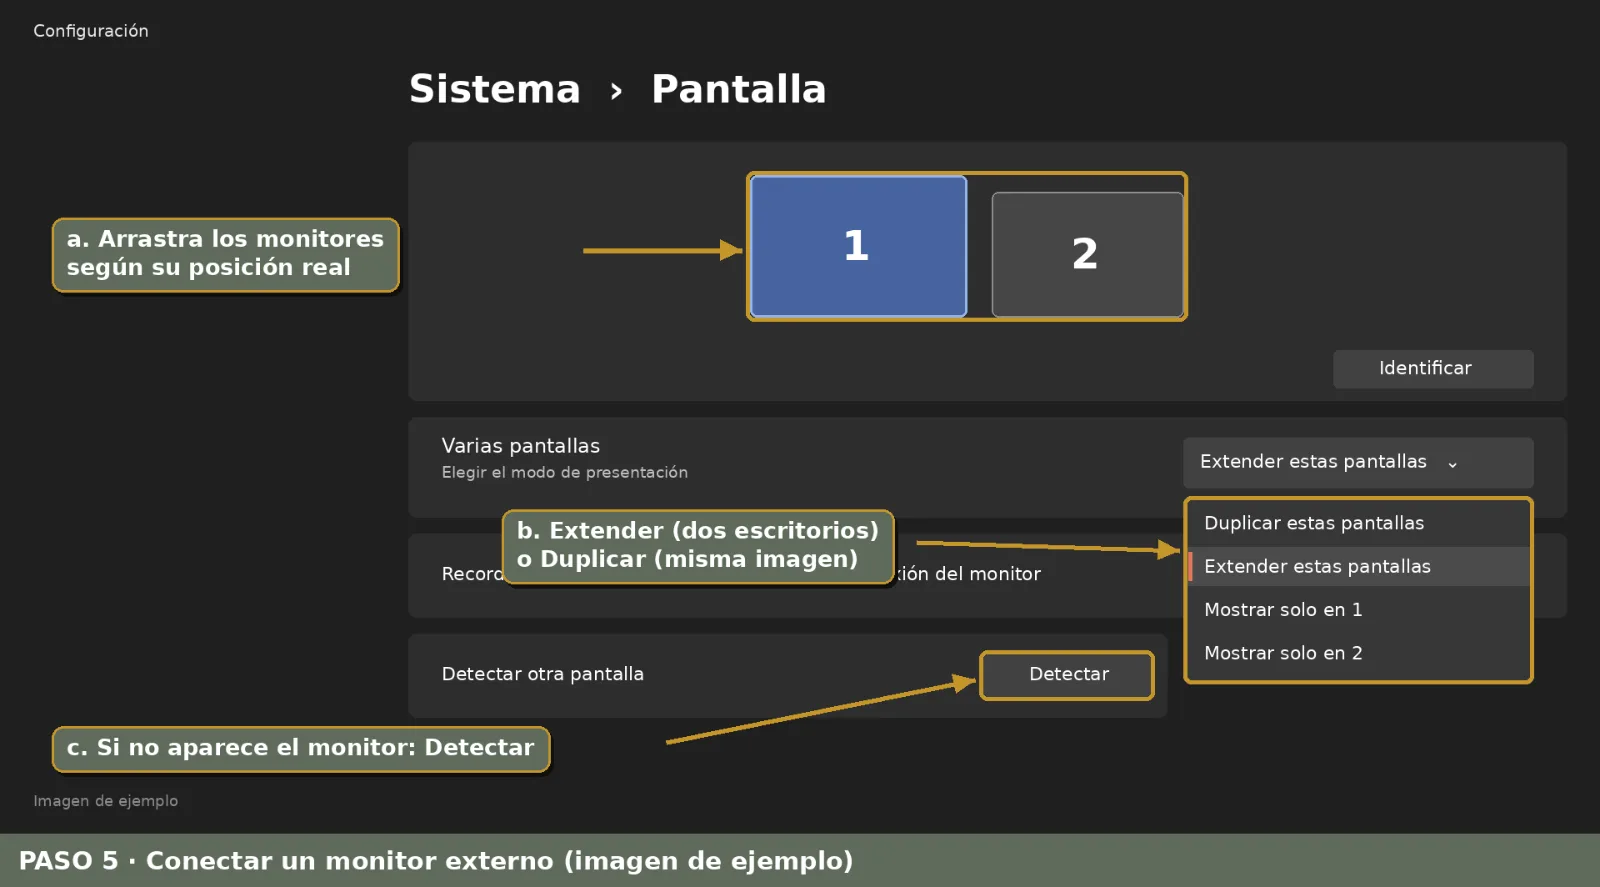 Configuración
Sistema › Pantalla
1
2
a. Arrastra los monitores
según su posición real
Identificar
Varias pantallas
Elegir el modo de presentación
Extender estas pantallas
Duplicar estas pantallas
Extender estas pantallas
Mostrar solo en 1
Mostrar solo en 2
b. Extender (dos escritorios)
o Duplicar (misma imagen)
del monitor
Detectar otra pantalla
Detectar
c. Si no aparece el monitor: Detectar
Imagen de ejemplo
PASO 5 · Conectar un monitor externo (imagen de ejemplo)